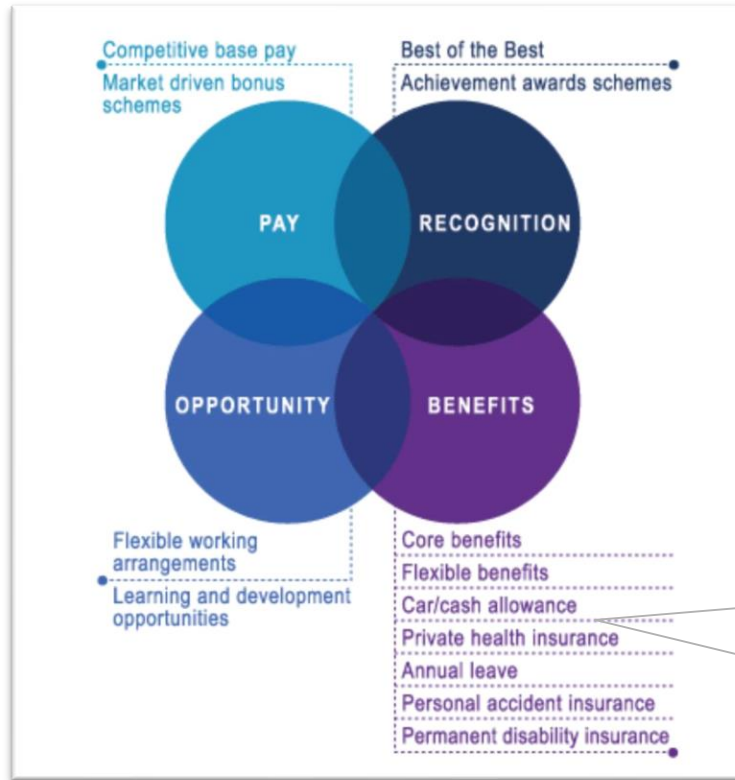 Competitive base pay
Market driven bonus
schemes
Best of the Best
Achievement awards schemes
PAY
RECOGNITION
OPPORTUNITY
BENEFITS
Flexible working
arrangements
Learning and development
opportunities
Core benefits
Flexible benefits
Car/cash allowance
Private health insurance
Annual leave
Personal accident insurance
Permanent disability insurance